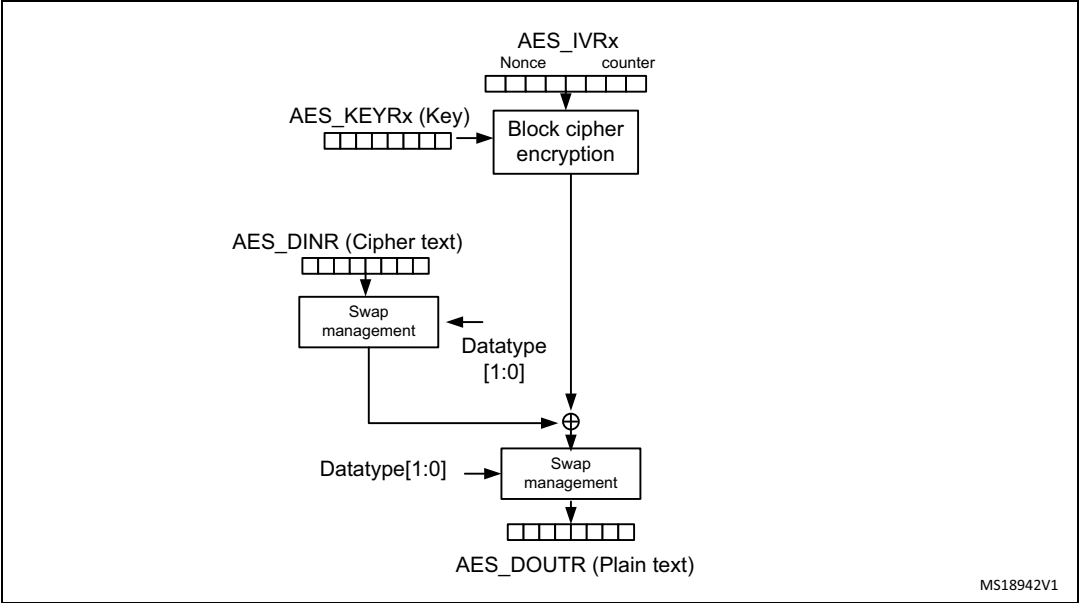 AES_IVRx
Nonce counter
AES_KEYRx (Key)
Block cipher
encryption
AES_DINR (Cipher text)
Swap
management
Datatype
[1:0]
Datatype[1:0]
Swap
management
AES_DOUTR (Plain text)
MS18942V1